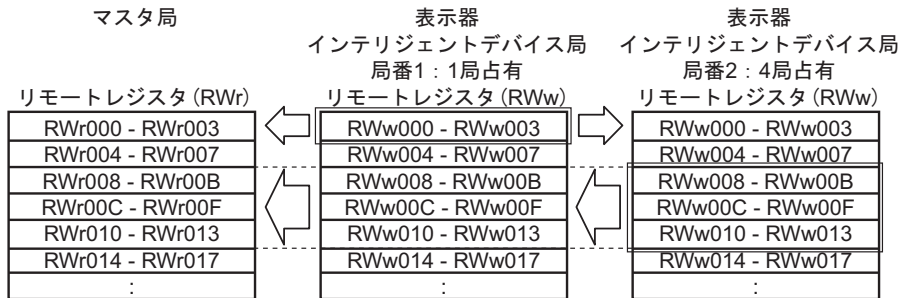 マスタ局
リモートレジスタ(RWr)
RWr000 - RWr003
RWr004 - RWr007
RWr008 - RWr00B
RWr00C - RWr00F
RWr010 - RWr013
RWr014 - RWr017
:
表示器
インテリジェントデバイス局
局番1：1局占有
リモートレジスタ(RWw)
RWw000 - RWw003
RWw004 - RWw007
RWw008 - RWw00B
RWw00C - RWw00F
RWw010 - RWw013
RWw014 - RWw017
:
表示器
インテリジェントデバイス局
局番2：4局占有
リモートレジスタ(RWw)
RWw000 - RWw003
RWw004 - RWw007
RWw008 - RWw00B
RWw00C - RWw00F
RWw010 - RWw013
RWw014 - RWw017
: